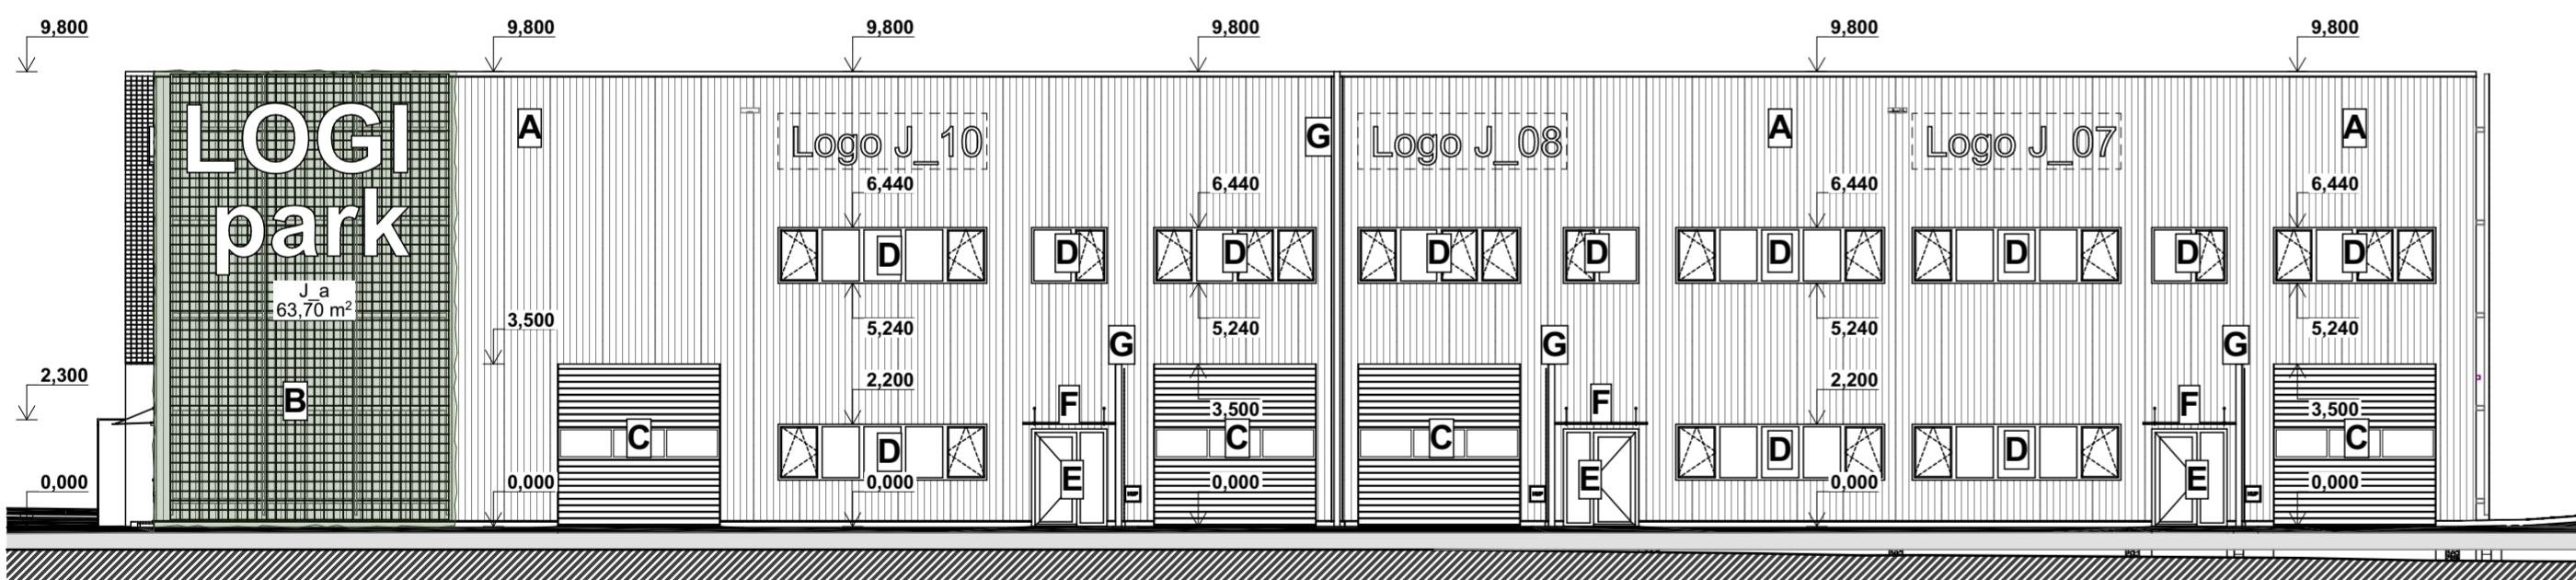 9,800 9,800 9,800 9,800 9,800 9,800
LOGI
park
J_a
63,70 m²
A G A A
Logo J_10 Logo J_08 Logo J_07
6,440 6,440 6,440 6,440
D D D D D D D D D
5,240 5,240 5,240 5,240
3,500
G G G
2,300 2,200 2,200
B F F F
3,500 3,500
C D C C D D C
E E E
0,000 0,000 0,000 0,000 0,000 0,000